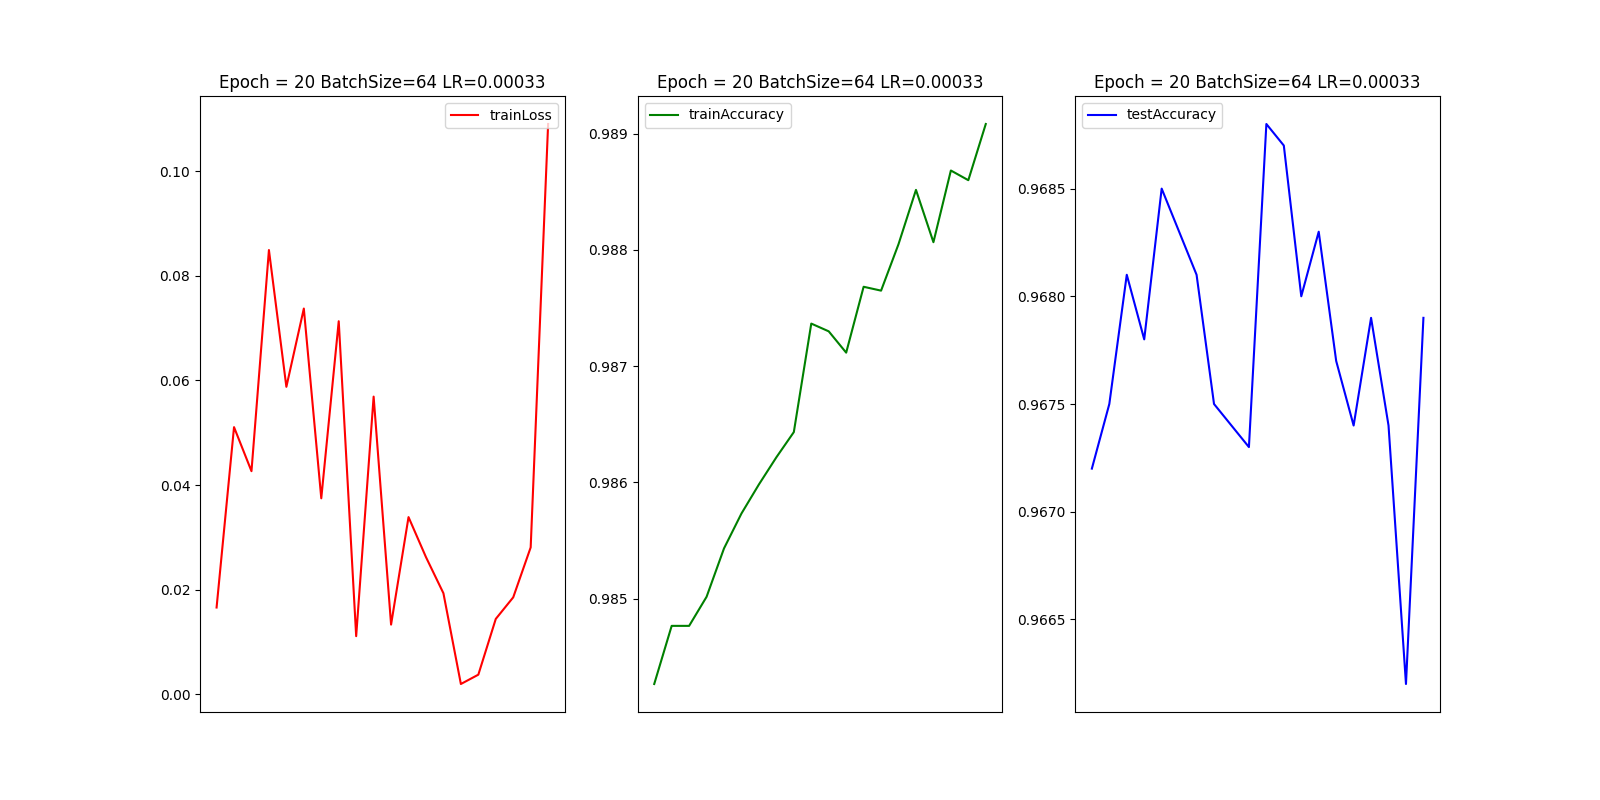 Epoch = 20 BatchSize=64 LR=0.00033
trainLoss
0.10
0.08
0.06
0.04
0.02
0.00
Epoch = 20 BatchSize=64 LR=0.00033
trainAccuracy
0.989
0.988
0.987
0.986
0.985
Epoch = 20 BatchSize=64 LR=0.00033
testAccuracy
0.9685
0.9680
0.9675
0.9670
0.9665